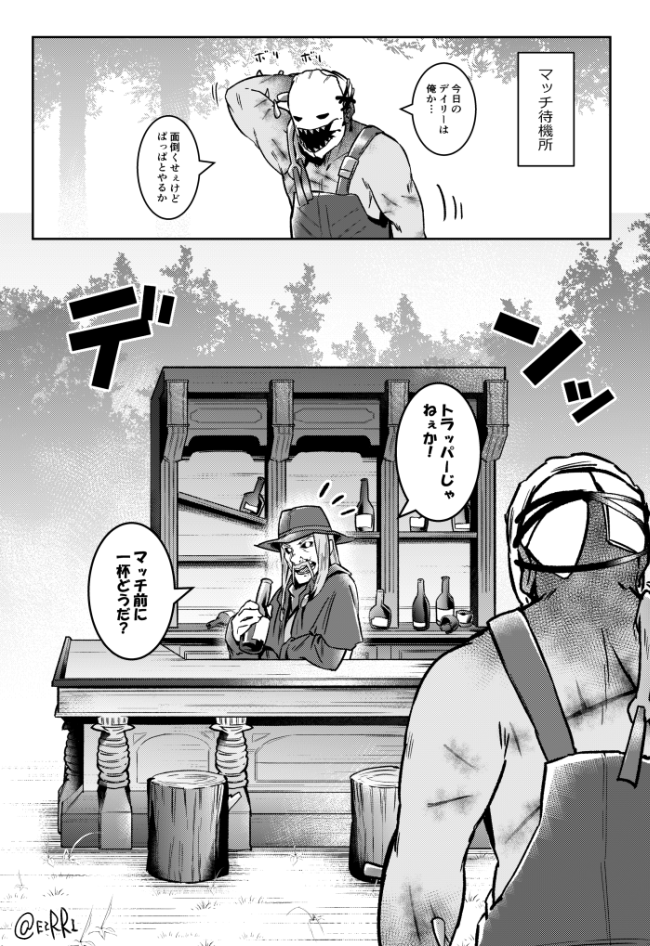 マッチ待機所
ボリ
ボリ
今日の
デイリーは
俺か…
面倒くせぇけど
ぱっぱとやるか
デンッ
トラッパーじゃ
ねぇか!
マッチ前に
一杯どうだ?
@EzRRL